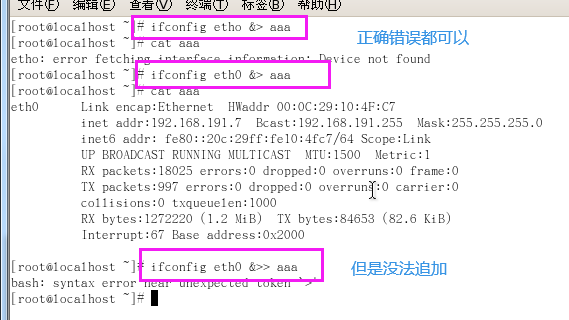 文件(F) 编辑(E) 查看(V) 终端(T) 标签(B) 帮助(H)
[root@localhost ~]# ifconfig etho &> aaa
正确错误都可以
[root@localhost ~]# cat aaa
etho: error fetching interface information: Device not found
[root@localhost ~]# ifconfig eth0 &> aaa
[root@localhost ~]# cat aaa
eth0 Link encap:Ethernet HWaddr 00:0C:29:10:4F:C7
inet addr:192.168.191.7 Bcast:192.168.191.255 Mask:255.255.255.0
inet6 addr: fe80::20c:29ff:fe10:4fc7/64 Scope:Link
UP BROADCAST RUNNING MULTICAST MTU:1500 Metric:1
RX packets:18025 errors:0 dropped:0 overruns:0 frame:0
TX packets:997 errors:0 dropped:0 overruns:0 carrier:0
collisions:0 txqueuelen:1000
RX bytes:1272220 (1.2 MiB) TX bytes:84653 (82.6 KiB)
Interrupt:67 Base address:0x2000
[root@localhost ~]# ifconfig eth0 &>> aaa
但是没法追加
bash: syntax error near unexpected token `>'
[root@localhost ~]#